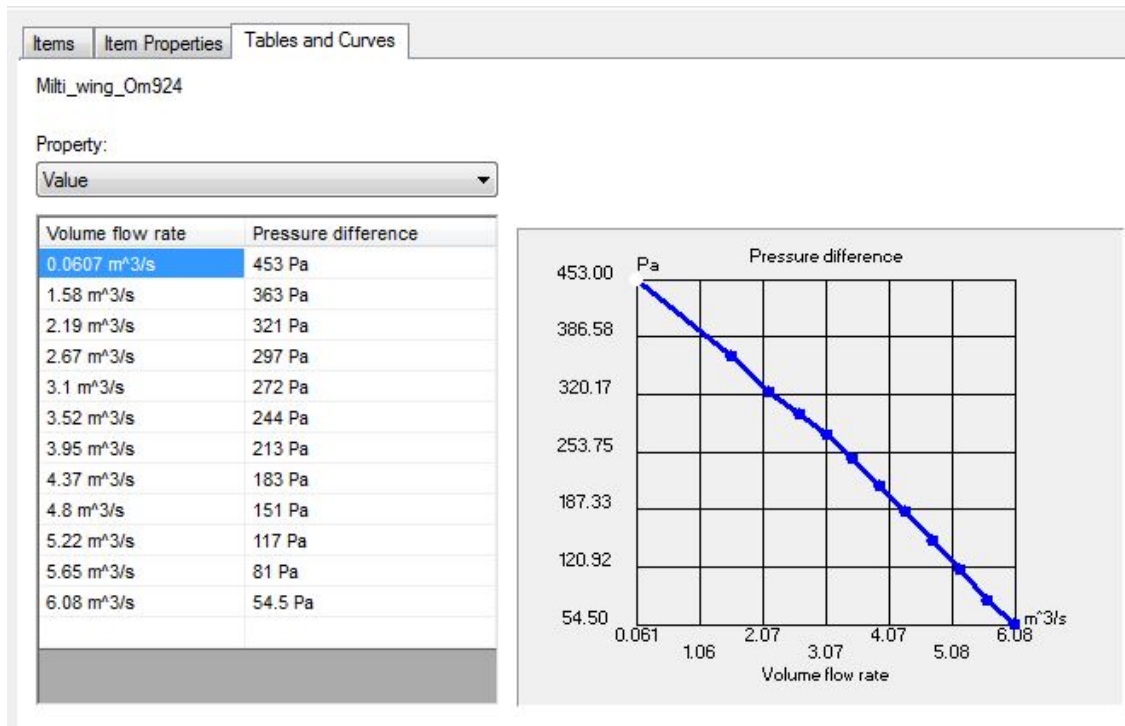 Items Item Properties Tables and Curves
Milti_wing_Om924
Property:
Value
Volume flow rate Pressure difference
0.0607 m^3/s 453 Pa
1.58 m^3/s 363 Pa
2.19 m^3/s 321 Pa
2.67 m^3/s 297 Pa
3.1 m^3/s 272 Pa
3.52 m^3/s 244 Pa
3.95 m^3/s 213 Pa
4.37 m^3/s 183 Pa
4.8 m^3/s 151 Pa
5.22 m^3/s 117 Pa
5.65 m^3/s 81 Pa
6.08 m^3/s 54.5 Pa
Pressure difference
Pa
453.00
386.58
320.17
253.75
187.33
120.92
54.50
m^3/s
0.061 2.07 4.07 6.08
1.06 3.07 5.08
Volume flow rate